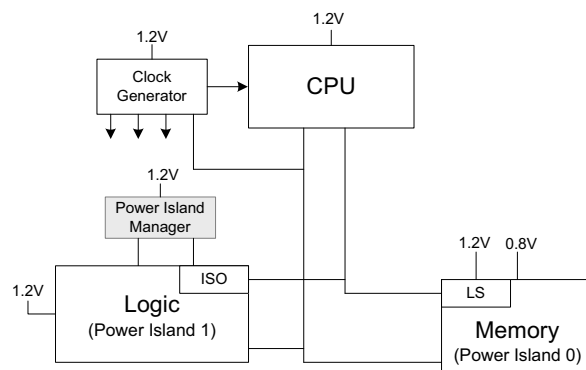 1.2V
1.2V
Clock
Generator
CPU
1.2V
Power Island
Manager
1.2V
0.8V
ISO
1.2V
LS
Logic
(Power Island 1)
Memory
(Power Island 0)